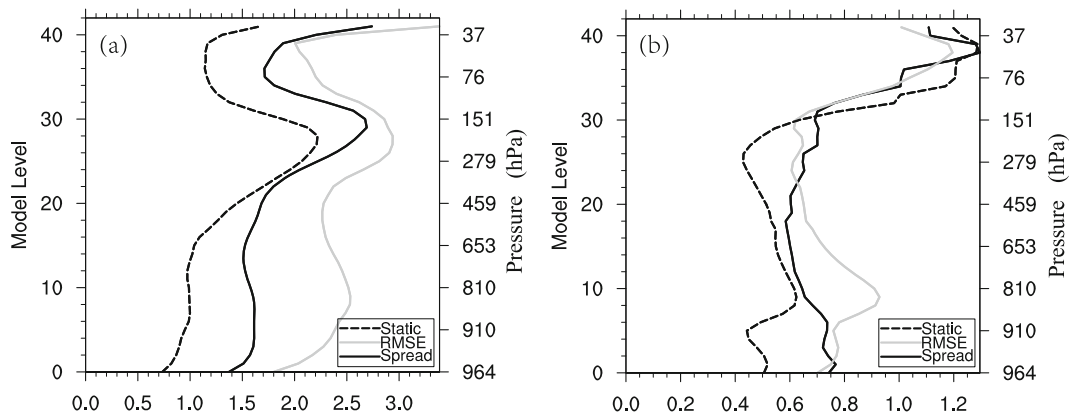 (a)
Model Level
40
30
20
10
0
37
76
151
279
459
653
810
910
964
Pressure (hPa)
Static
RMSE
Spread
0.0 0.5 1.0 1.5 2.0 2.5 3.0
(b)
Model Level
40
30
20
10
0
37
76
151
279
459
653
810
910
964
Pressure (hPa)
Static
RMSE
Spread
0.0 0.2 0.4 0.6 0.8 1.0 1.2